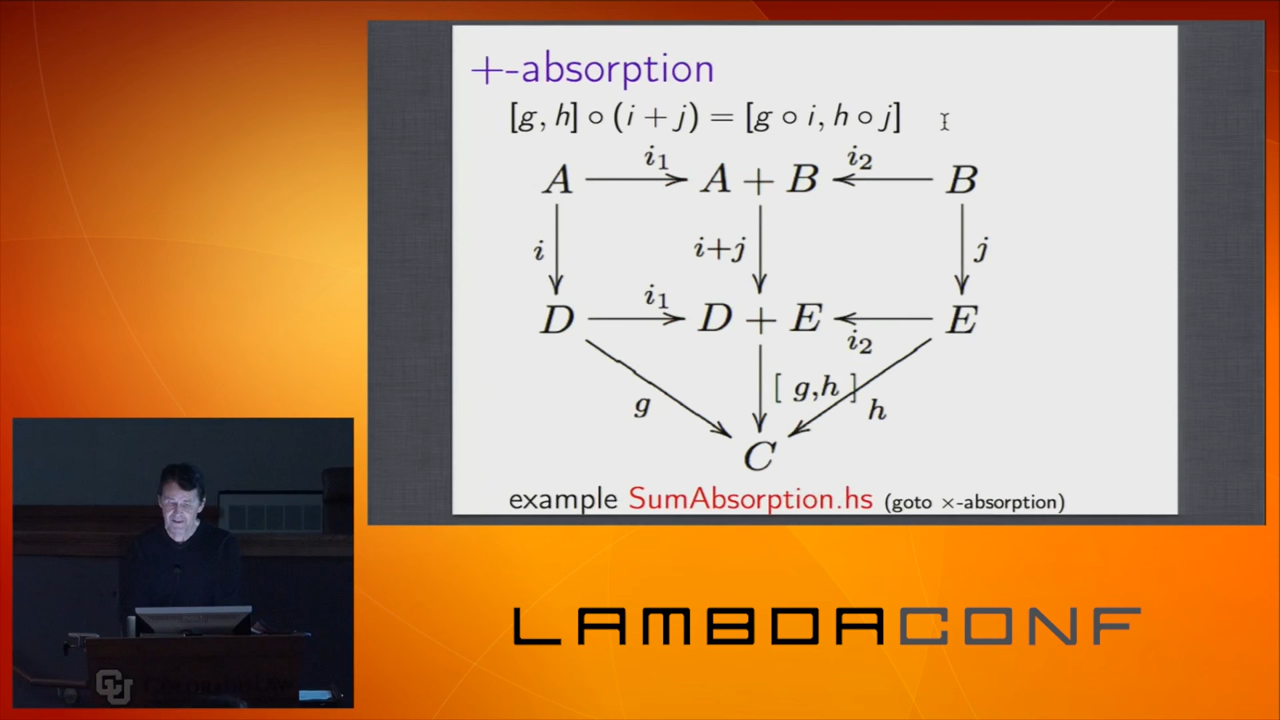 +-absorption
[g, h] ∘ (i + j) = [g ∘ i, h ∘ j]
i₁ i₂
A A + B B
i i+j j
i₁
D D + E E
i₂
[ g,h ]
g h
C
example SumAbsorption.hs (goto ×-absorption)
LAMBDACONF